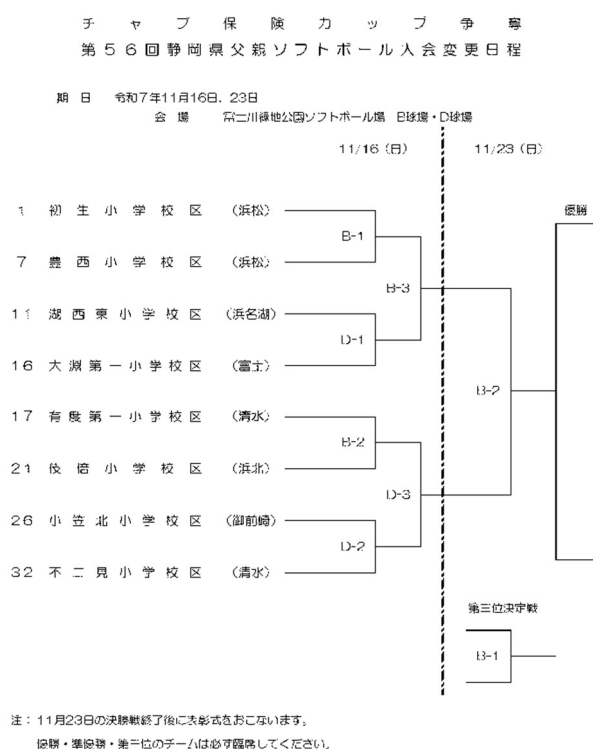 チャブ保険カップ争奪
第56回静岡県父親ソフトボール大会変更日程
期日 令和7年11月16日、23日
会場 富士川緑地公園ソフトボール場 B球場・D球場
11/16(日) 11/23(日)
優勝
1 初生小学校区 (浜松)
B-1
7 豊西小学校区 (浜松)
B-3
11 湖西東小学校区 (浜名湖)
D-1
16 大淵第一小学校区 (富士)
B-2
17 有度第一小学校区 (清水)
B-2
21 伎倍小学校区 (浜北)
D-3
26 小笠北小学校区 (御前崎)
D-2
32 不二見小学校区 (清水)
第三位決定戦
B-1
注:11月23日の決勝戦終了後に表彰式をおこないます。
優勝・準優勝・第三位のチームは必ず臨席してください。